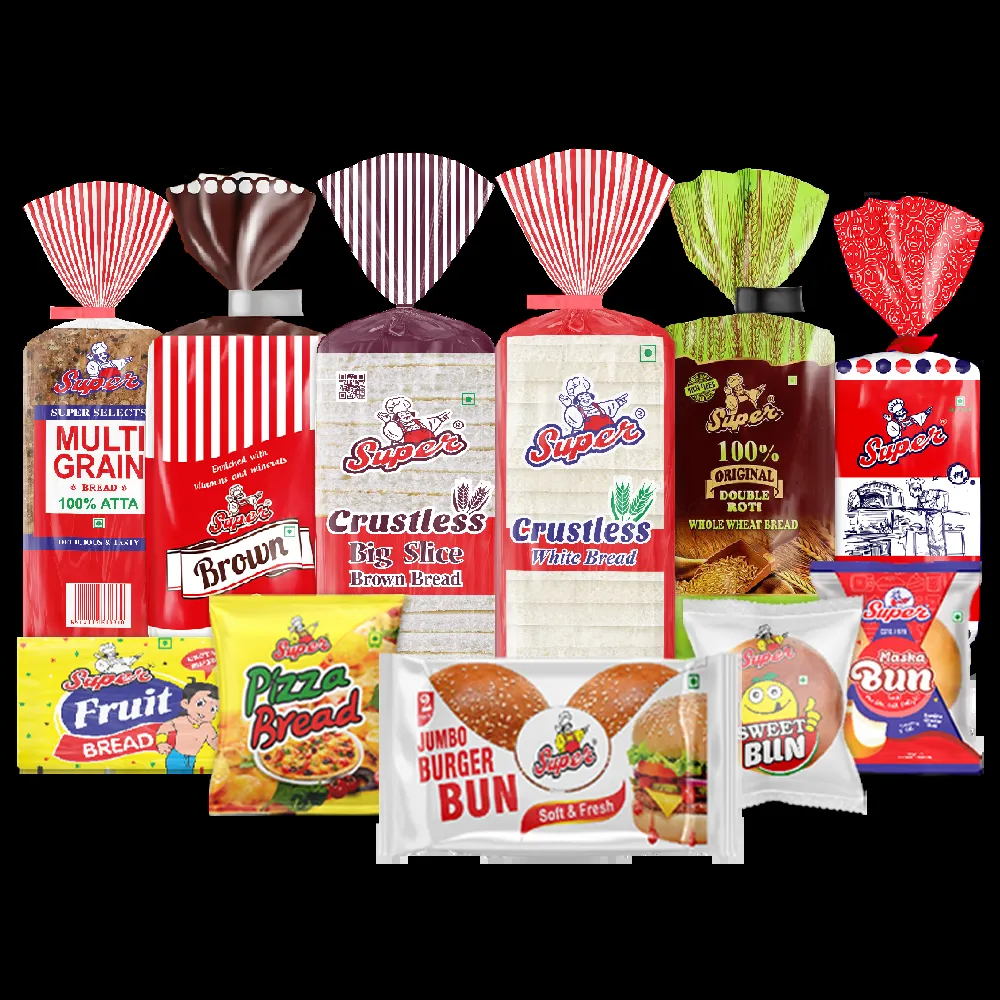 Super
SUPER SELECTS
MULTI
GRAIN
BREAD
100% ATTA
DELICIOUS & TASTY
Enriched with
vitamins and minerals
Super
Brown
Super
Crustless
Big Slice
Brown Bread
Super
Crustless
White Bread
Super
100%
ORIGINAL
DOUBLE
ROTI
WHOLE WHEAT BREAD
Super
Super
Fruit
BREAD
Super
Pizza
Bread
JUMBO
BURGER
BUN
Super
Soft & Fresh
Super
SWEET
BUN
Super
Maska
Bun